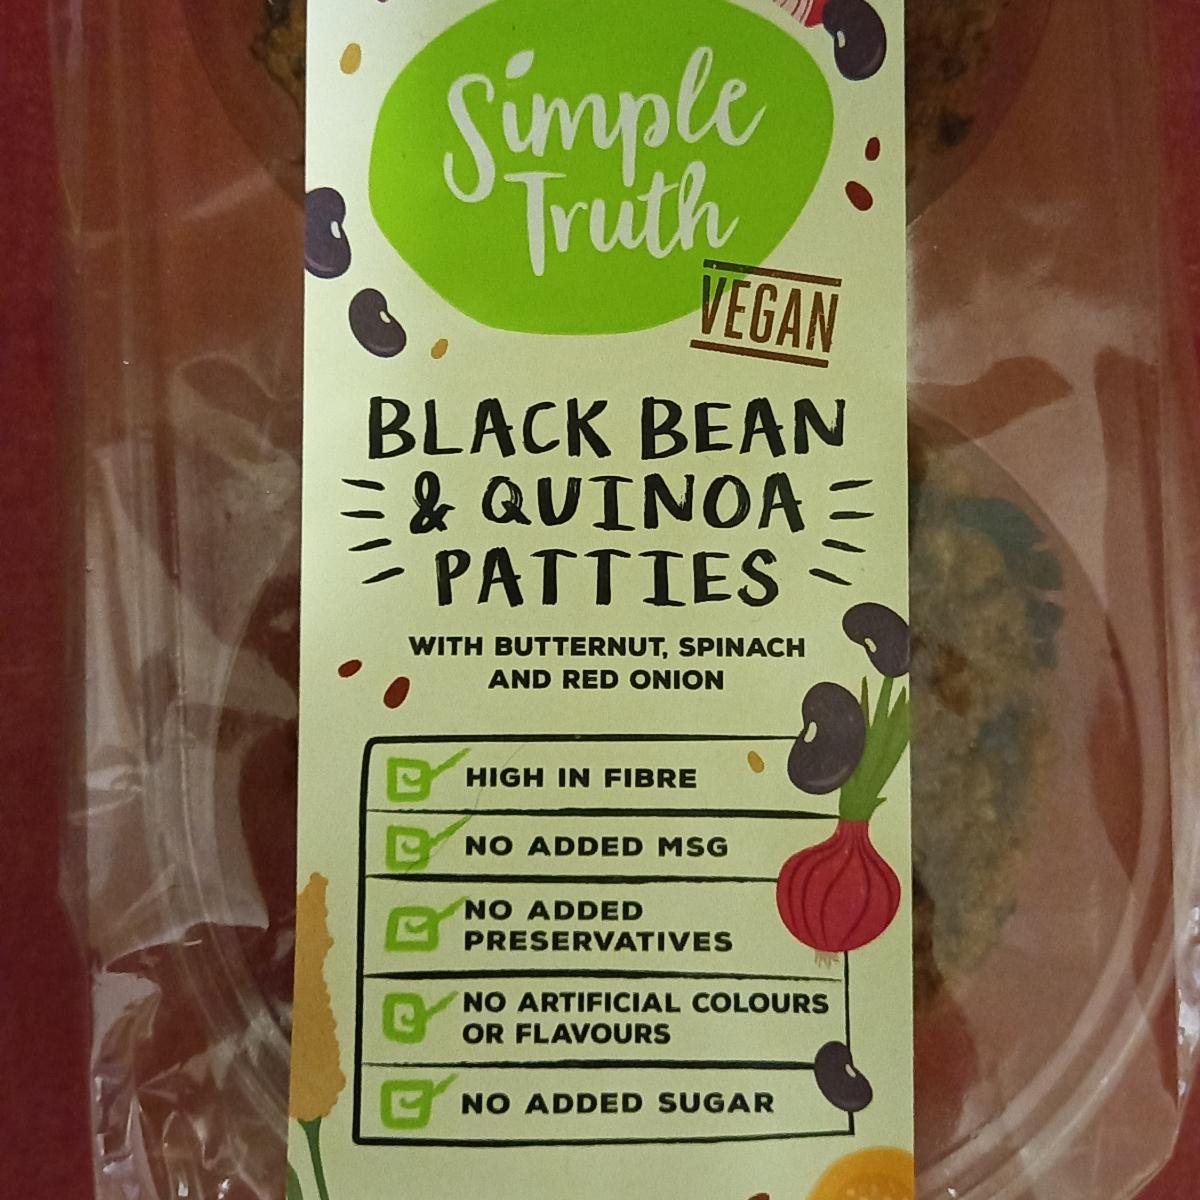 Simple
Truth
VEGAN
BLACK BEAN
& QUINOA
PATTIES
WITH BUTTERNUT, SPINACH
AND RED ONION
HIGH IN FIBRE
NO ADDED MSG
NO ADDED
PRESERVATIVES
NO ARTIFICIAL COLOURS
OR FLAVOURS
NO ADDED SUGAR